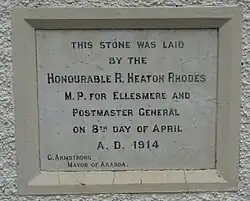 THIS STONE WAS LAID
BY THE
HONOURABLE R. HEATON RHODES
M.P. FOR ELLESMERE AND
POSTMASTER GENERAL
ON 8TH DAY OF APRIL
A. D. 1914
G. ARMSTRONG
MAYOR OF AKAROA.